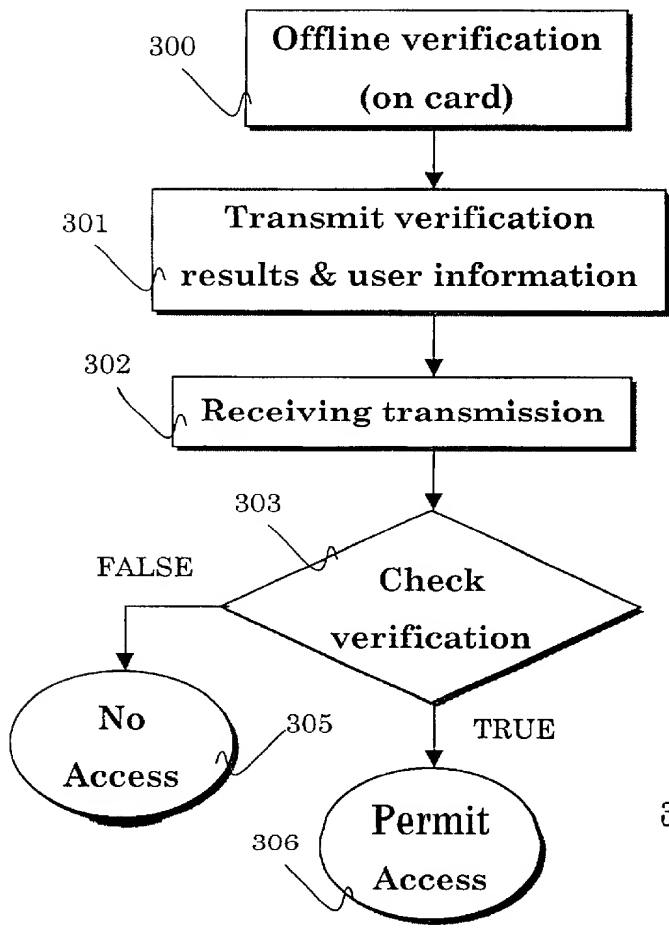 300
Offline verification
(on card)
301
Transmit verification
results & user information
302
Receiving transmission
303
FALSE
Check
verification
No
Access
305
TRUE
Permit
Access
306
3